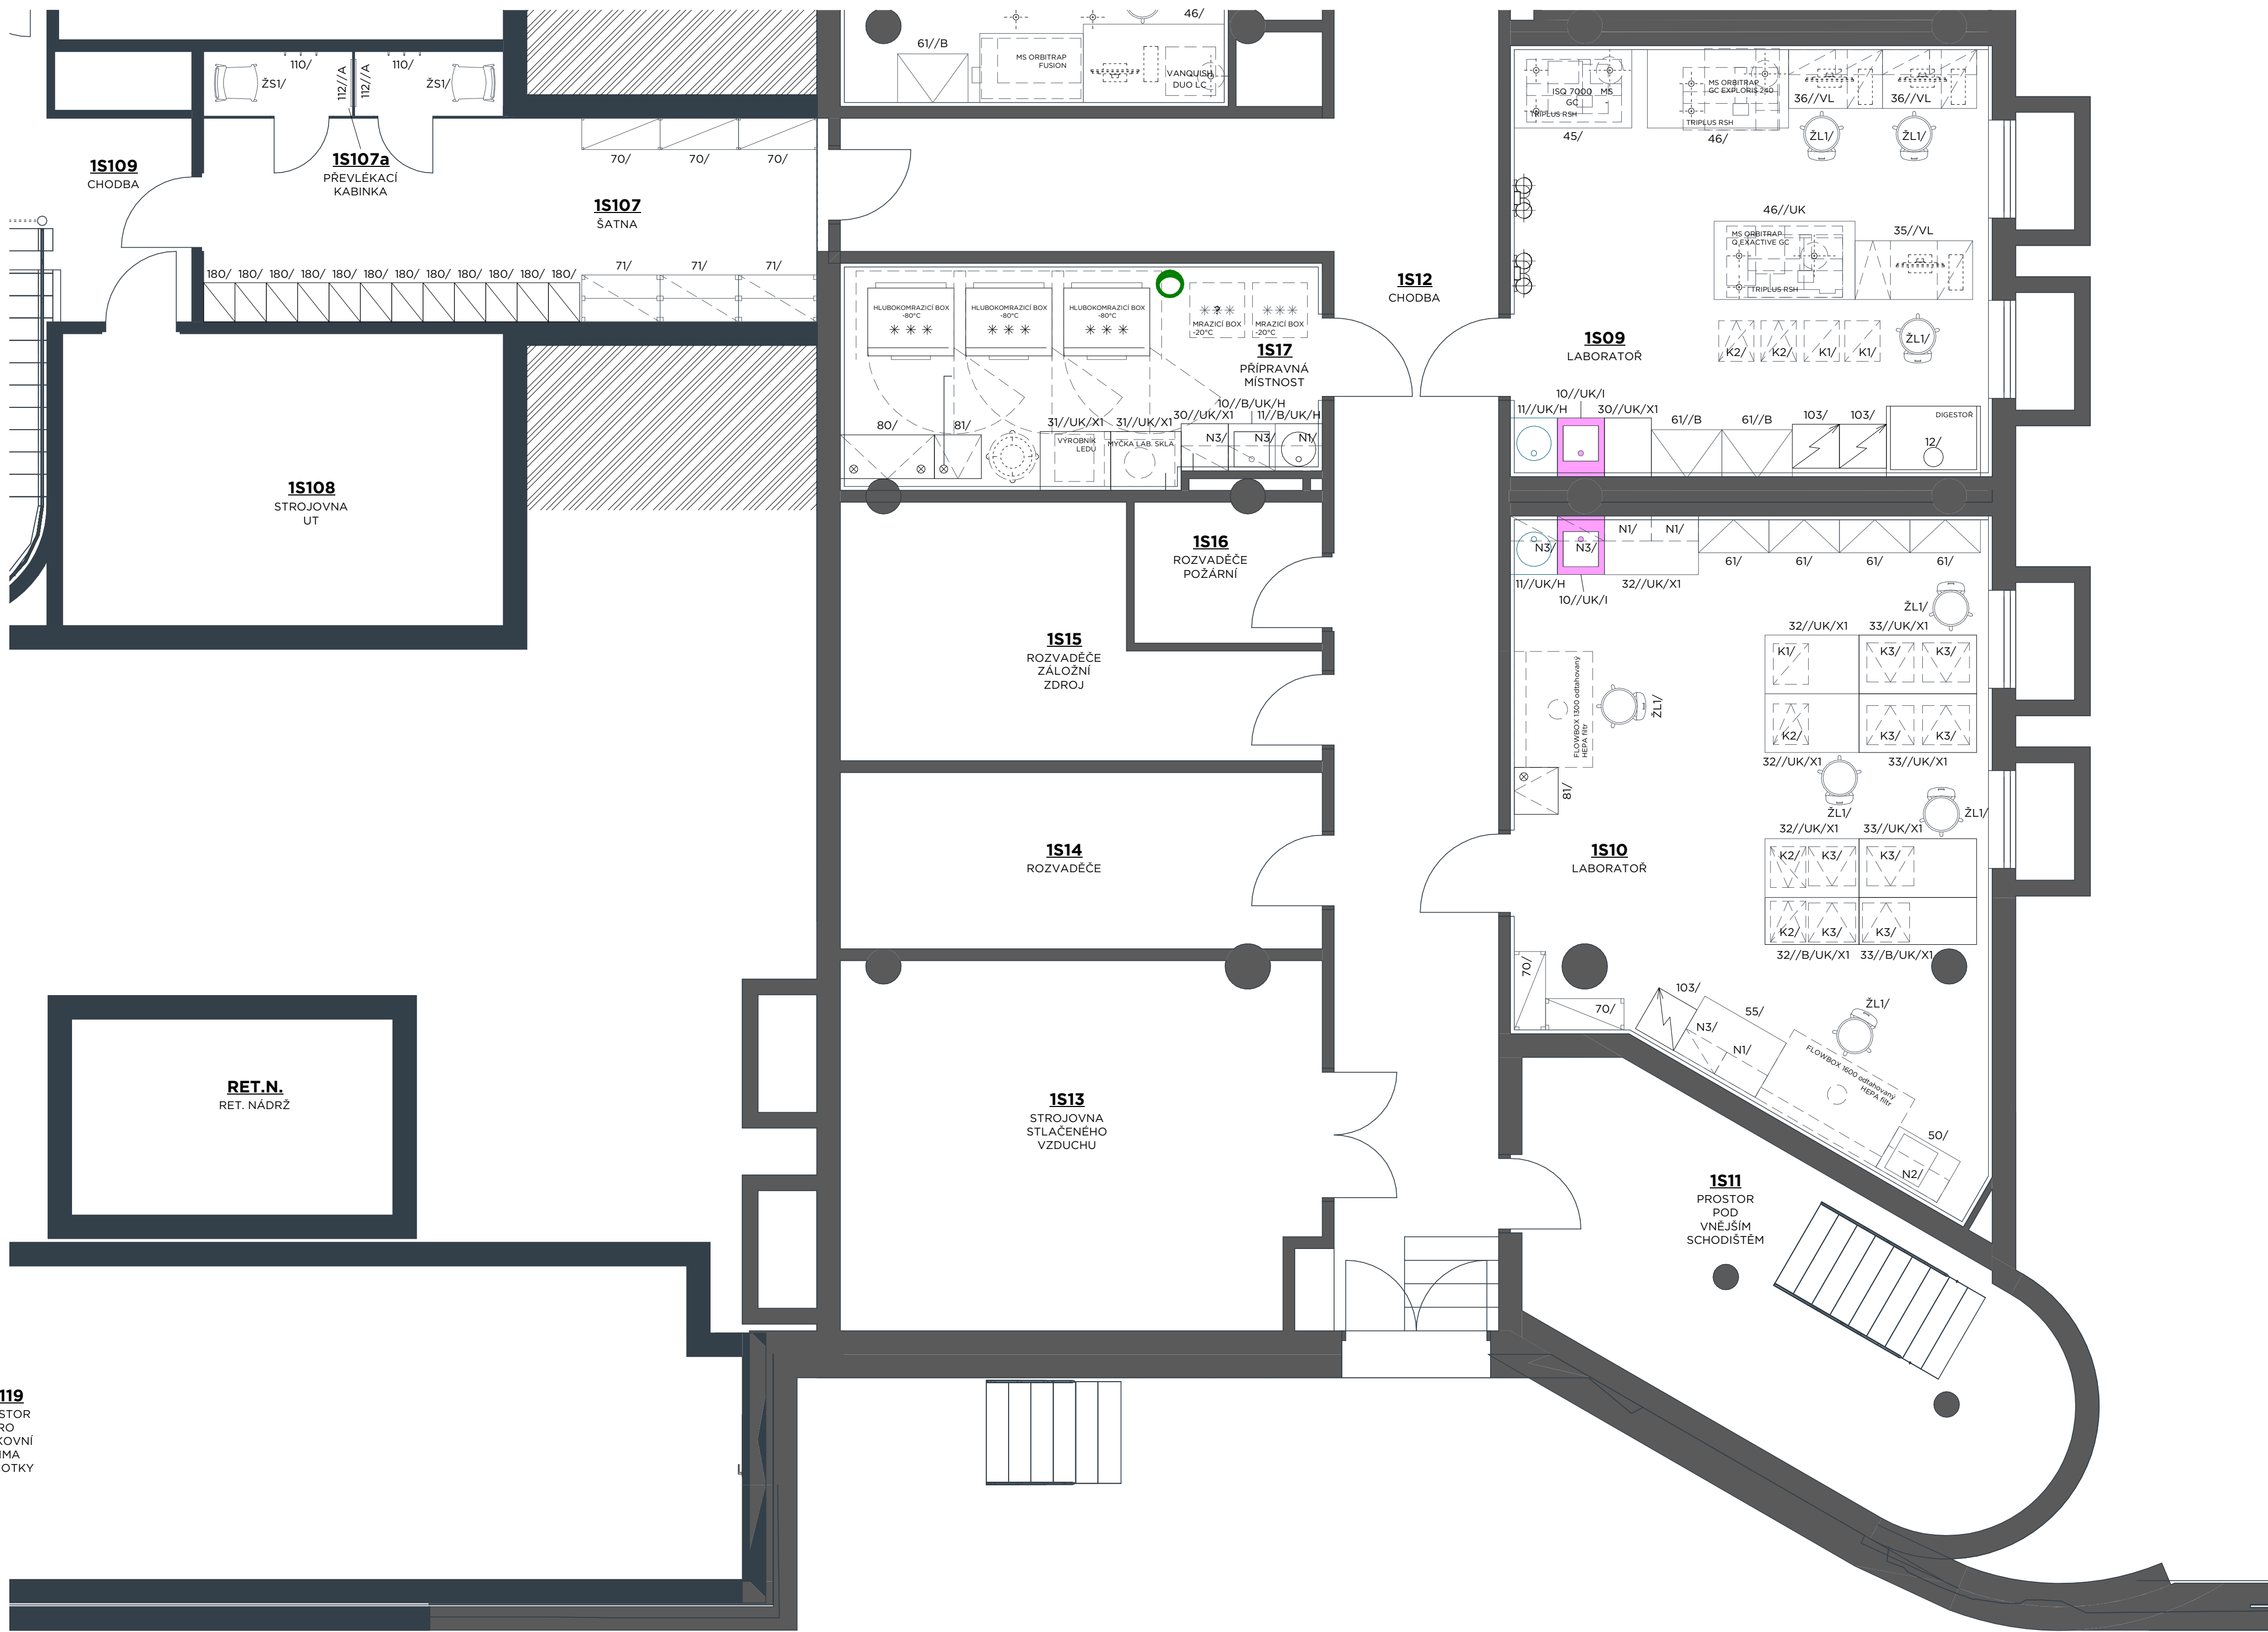 46/
61//B
MS ORBITRAP
FUSION
VANQUISH
DUO LC
110/
110/
ŽS1/
112//A
112//A
ŽS1/
1S109
CHODBA
1S107a
PŘEVLÉKACÍ
KABINKA
70/
70/
70/
1S107
ŠATNA
180/
180/
180/
180/
180/
180/
180/
180/
180/
180/
180/
180/
71/
71/
71/
ISQ 7000
GC
MS
TRIPLUS RSH
45/
MS ORBITRAP
GC EXPLORIS 240
TRIPLUS RSH
46/
36//VL
36//VL
ŽL1/
ŽL1/
46//UK
MS ORBITRAP
Q EXACTIVE GC
TRIPLUS RSH
35//VL
K2/
K2/
K1/
K1/
ŽL1/
1S12
CHODBA
1S09
LABORATOŘ
HLUBOKOMRAZICÍ BOX
-80°C
HLUBOKOMRAZICÍ BOX
-80°C
HLUBOKOMRAZICÍ BOX
-80°C
?
MRAZICÍ BOX
-20°C
MRAZICÍ BOX
-20°C
1S17
PŘÍPRAVNÁ
MÍSTNOST
10//B/UK/H
30//UK/X1
11//B/UK/H
80/
81/
31//UK/X1
31//UK/X1
VÝROBNÍK
LEDU
MYČKA LAB. SKLA
N3/
N3/
N1/
10//UK/I
11//UK/H
30//UK/X1
61//B
61//B
103/
103/
DIGESTOŘ
12/
1S108
STROJOVNA
UT
1S16
ROZVADĚČE
POŽÁRNÍ
1S15
ROZVADĚČE
ZÁLOŽNÍ
ZDROJ
N3/
N3/
N1/
N1/
11//UK/H
10//UK/I
32//UK/X1
61/
61/
61/
61/
ŽL1/
32//UK/X1
33//UK/X1
K1/
K3/
K3/
K2/
K3/
K3/
32//UK/X1
33//UK/X1
FLOWBOX 1300 odtahovaný
HEPA filtr
ŽL1/
81/
ŽL1/
ŽL1/
32//UK/X1
33//UK/X1
K2/
K3/
K3/
K2/
K3/
K3/
32//B/UK/X1
33//B/UK/X1
1S14
ROZVADĚČE
1S10
LABORATOŘ
70/
70/
103/
55/
N3/
N1/
ŽL1/
FLOWBOX 1600 odtahovaný
HEPA filtr
50/
N2/
RET.N.
RET. NÁDRŽ
1S13
STROJOVNA
STLAČENÉHO
VZDUCHU
1S11
PROSTOR
POD
VNĚJŠÍM
SCHODIŠTĚM
119
STOR
RO
KOVNÍ
IMA
OTKY